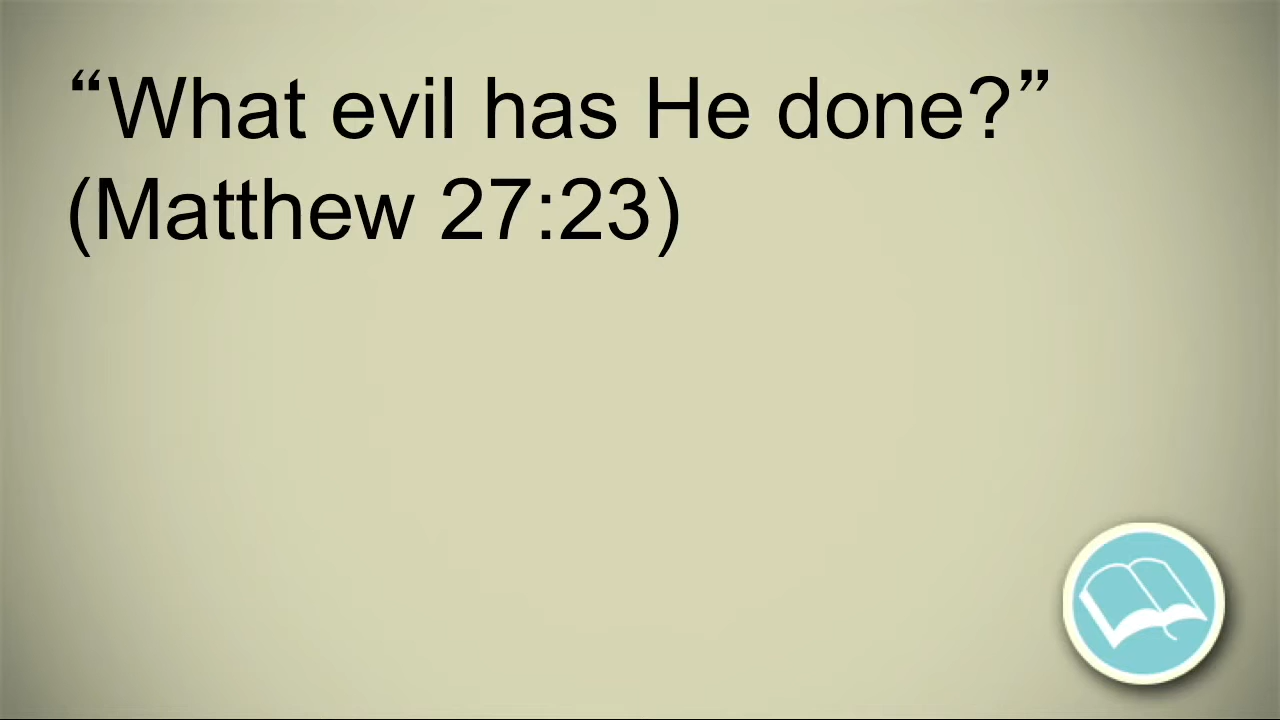 “What evil has He done?”
(Matthew 27:23)